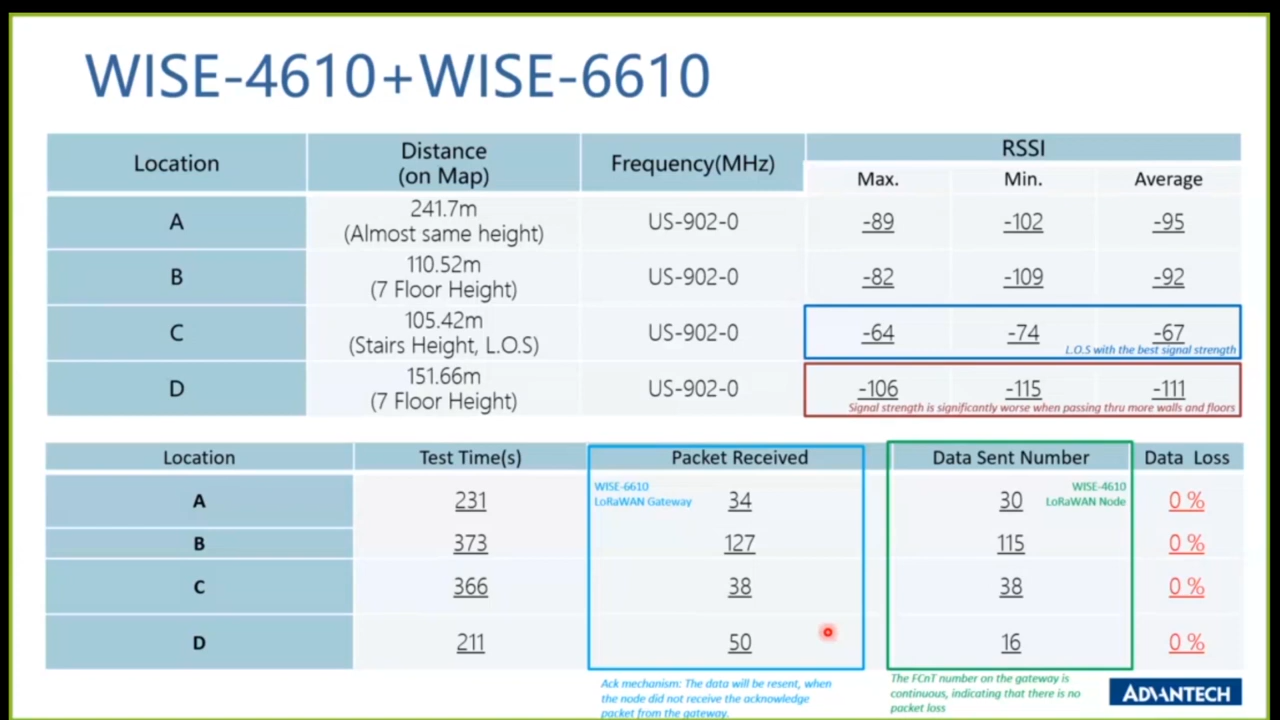 WISE-4610+WISE-6610
Location
Distance
(on Map)
Frequency(MHz)
RSSI
Max.
Min.
Average
A
241.7m
(Almost same height)
US-902-0
-89
-102
-95
B
110.52m
(7 Floor Height)
US-902-0
-82
-109
-92
C
105.42m
(Stairs Height, L.O.S)
US-902-0
-64
-74
-67
L.O.S with the best signal strength
D
151.66m
(7 Floor Height)
US-902-0
-106
-115
-111
Signal strength is significantly worse when passing thru more walls and floors
Location
Test Time(s)
Packet Received
Data Sent Number
Data Loss
A
231
WISE-6610
LoRaWAN Gateway
34
30
WISE-4610
LoRaWAN Node
0 %
B
373
127
115
0 %
C
366
38
38
0 %
D
211
50
16
0 %
Ack mechanism: The data will be resent, when
the node did not receive the acknowledge
packet from the gateway.
The FCnT number on the gateway is
continuous, indicating that there is no
packet loss
ADVANTECH